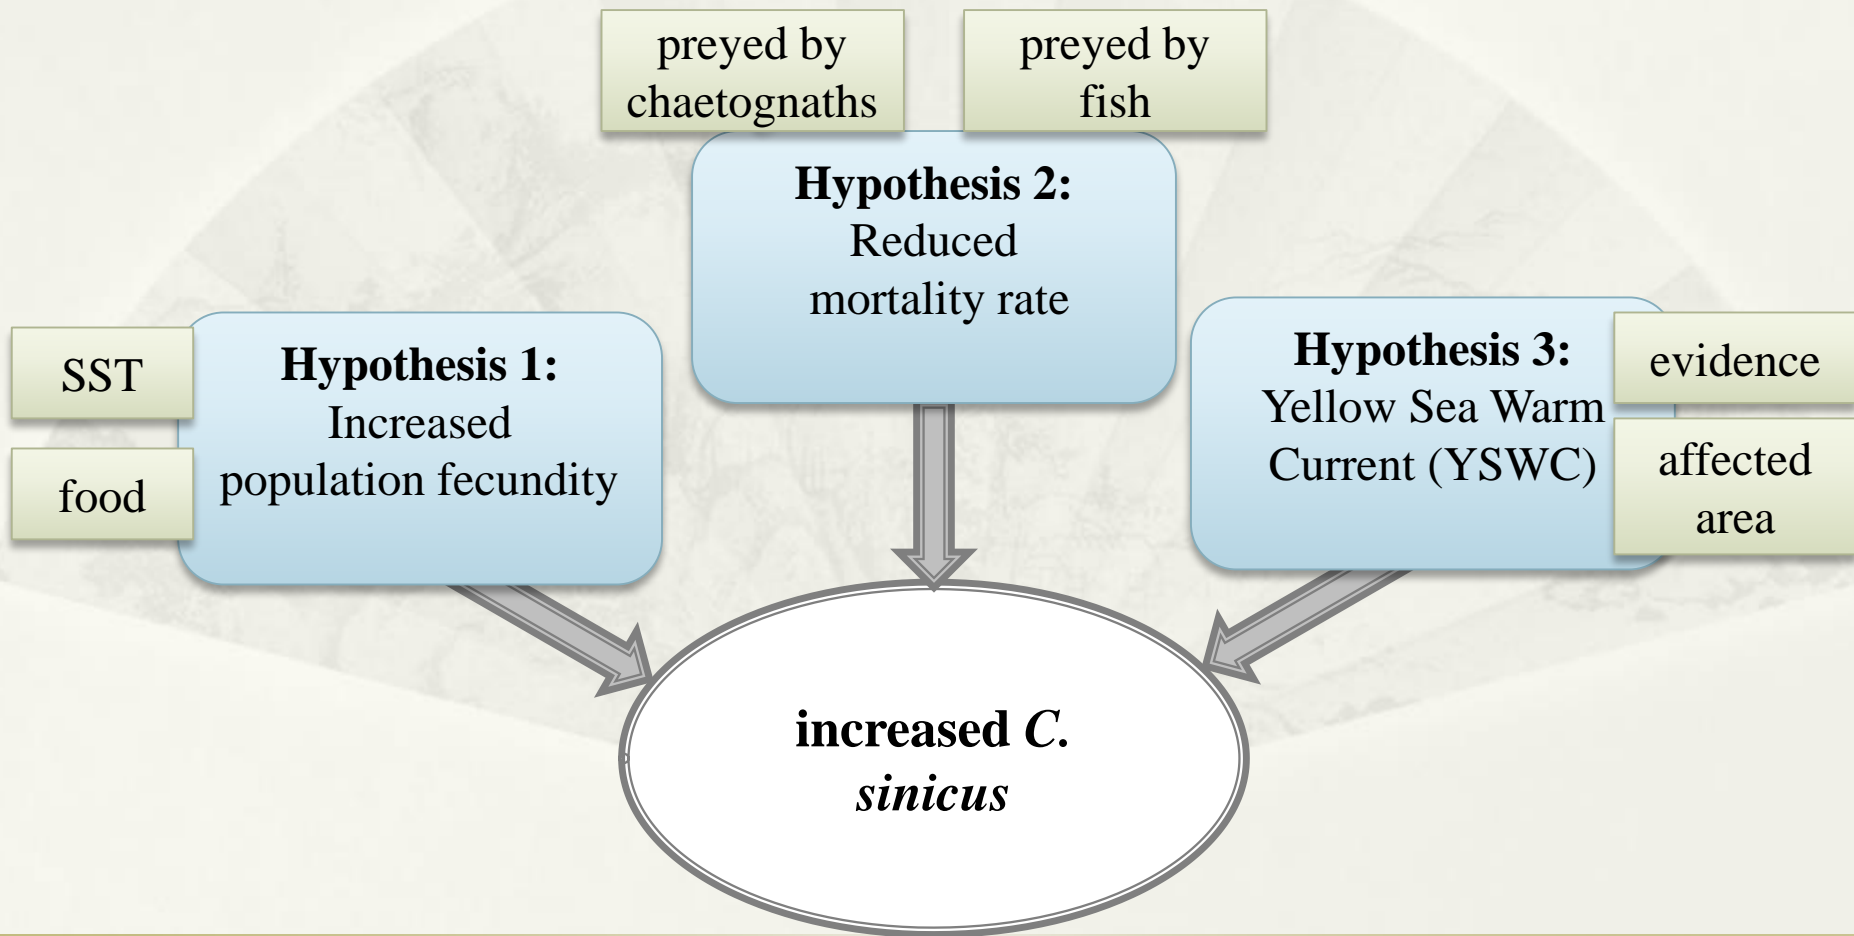 preyed by
chaetognaths
preyed by
fish
Hypothesis 2:
Reduced
mortality rate
SST
food
Hypothesis 1:
Increased
population fecundity
Hypothesis 3:
Yellow Sea Warm
Current (YSWC)
evidence
affected
area
increased C.
sinicus